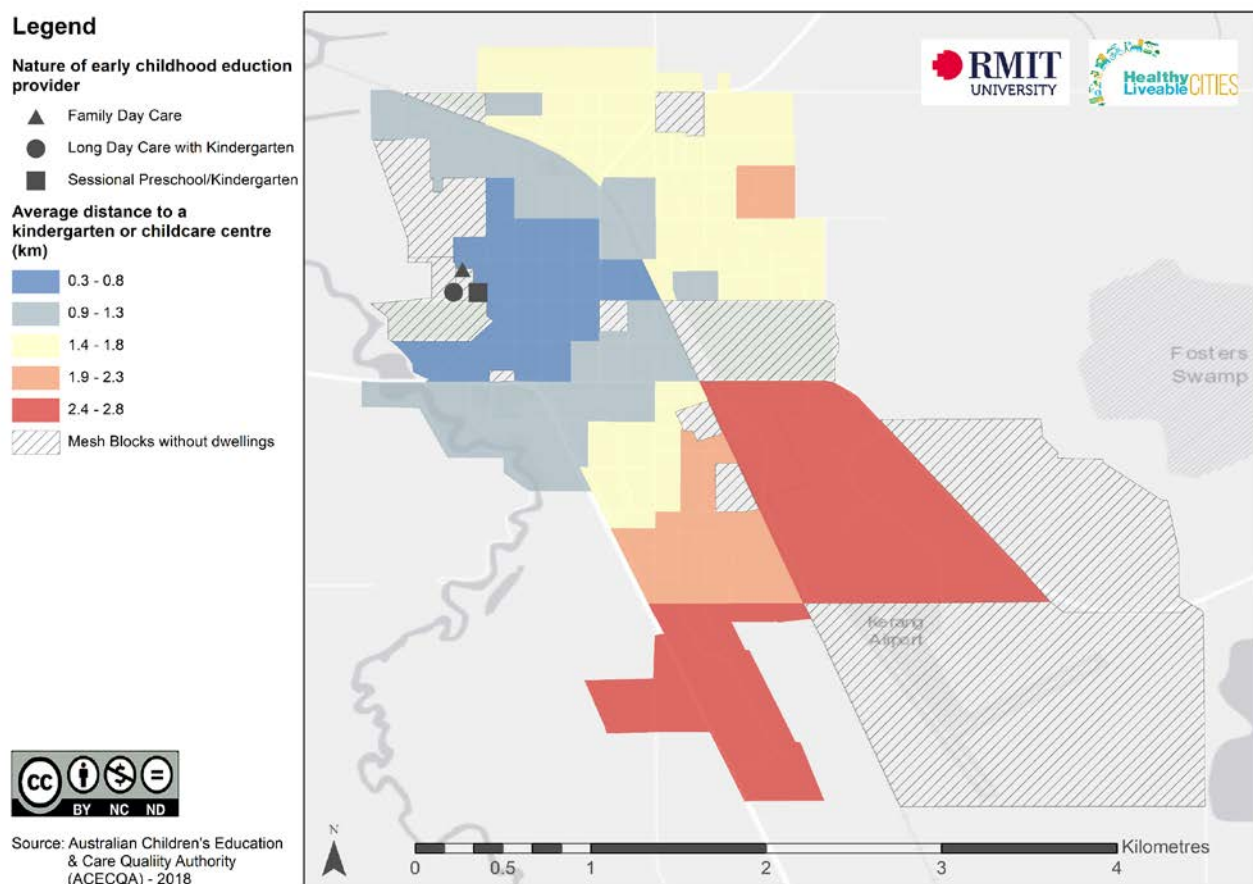 Legend
Nature of early childhood eduction
provider
Family Day Care
Long Day Care with Kindergarten
Sessional Preschool/Kindergarten
Average distance to a
kindergarten or childcare centre
(km)
0.3 - 0.8
0.9 - 1.3
1.4 - 1.8
1.9 - 2.3
2.4 - 2.8
Mesh Blocks without dwellings
cc
BY NC ND
Source: Australian Children's Education
& Care Qualiity Authority
(ACECQA) - 2018
RMIT
UNIVERSITY
Healthy
Liveable CITIES
Fosters
Swamp
Kerang
Airport
N
Kilometres
0 0.5 1 2 3 4